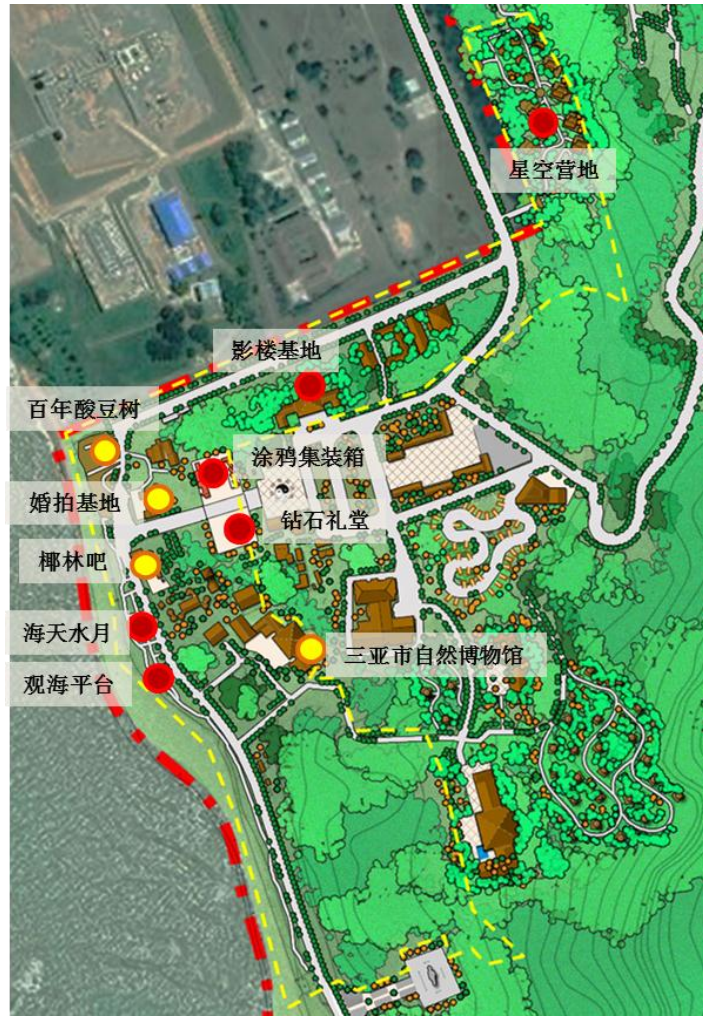 星空营地
影楼基地
百年酸豆树
涂鸦集装箱
婚拍基地
钻石礼堂
椰林吧
海天水月
三亚市自然博物馆
观海平台